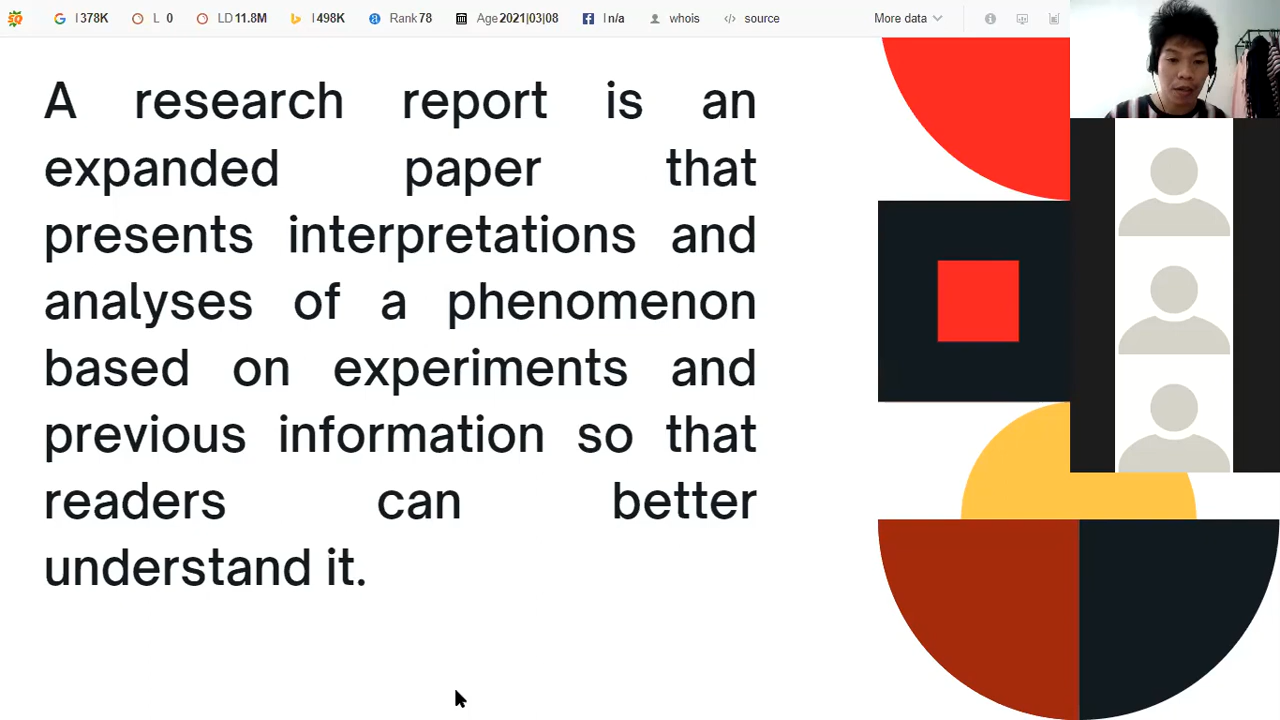 SQ I 378K L 0 LD 11.8M I 498K Rank 78 Age 2021|03|08 I n/a whois </> source More data
A research report is an
expanded paper that
presents interpretations and
analyses of a phenomenon
based on experiments and
previous information so that
readers can better
understand it.